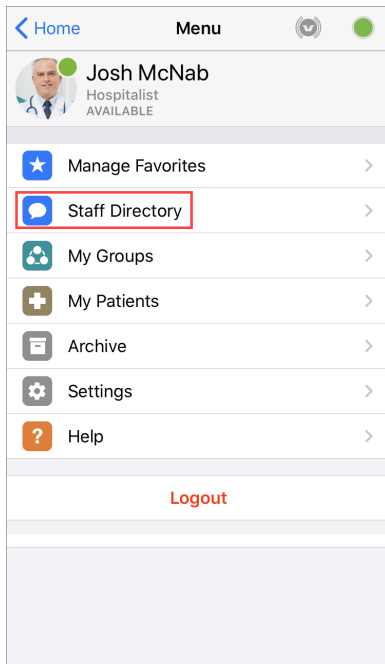 Home
Menu
Josh McNab
Hospitalist
AVAILABLE
Manage Favorites
Staff Directory
My Groups
My Patients
Archive
Settings
Help
Logout